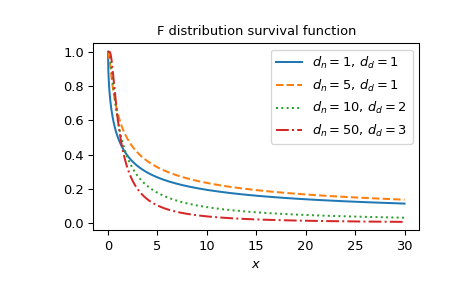 F distribution survival function
1.0
0.8
0.6
0.4
0.2
0.0
d_n = 1, d_d = 1
d_n = 5, d_d = 1
d_n = 10, d_d = 2
d_n = 50, d_d = 3
0 5 10 15 20 25 30
x